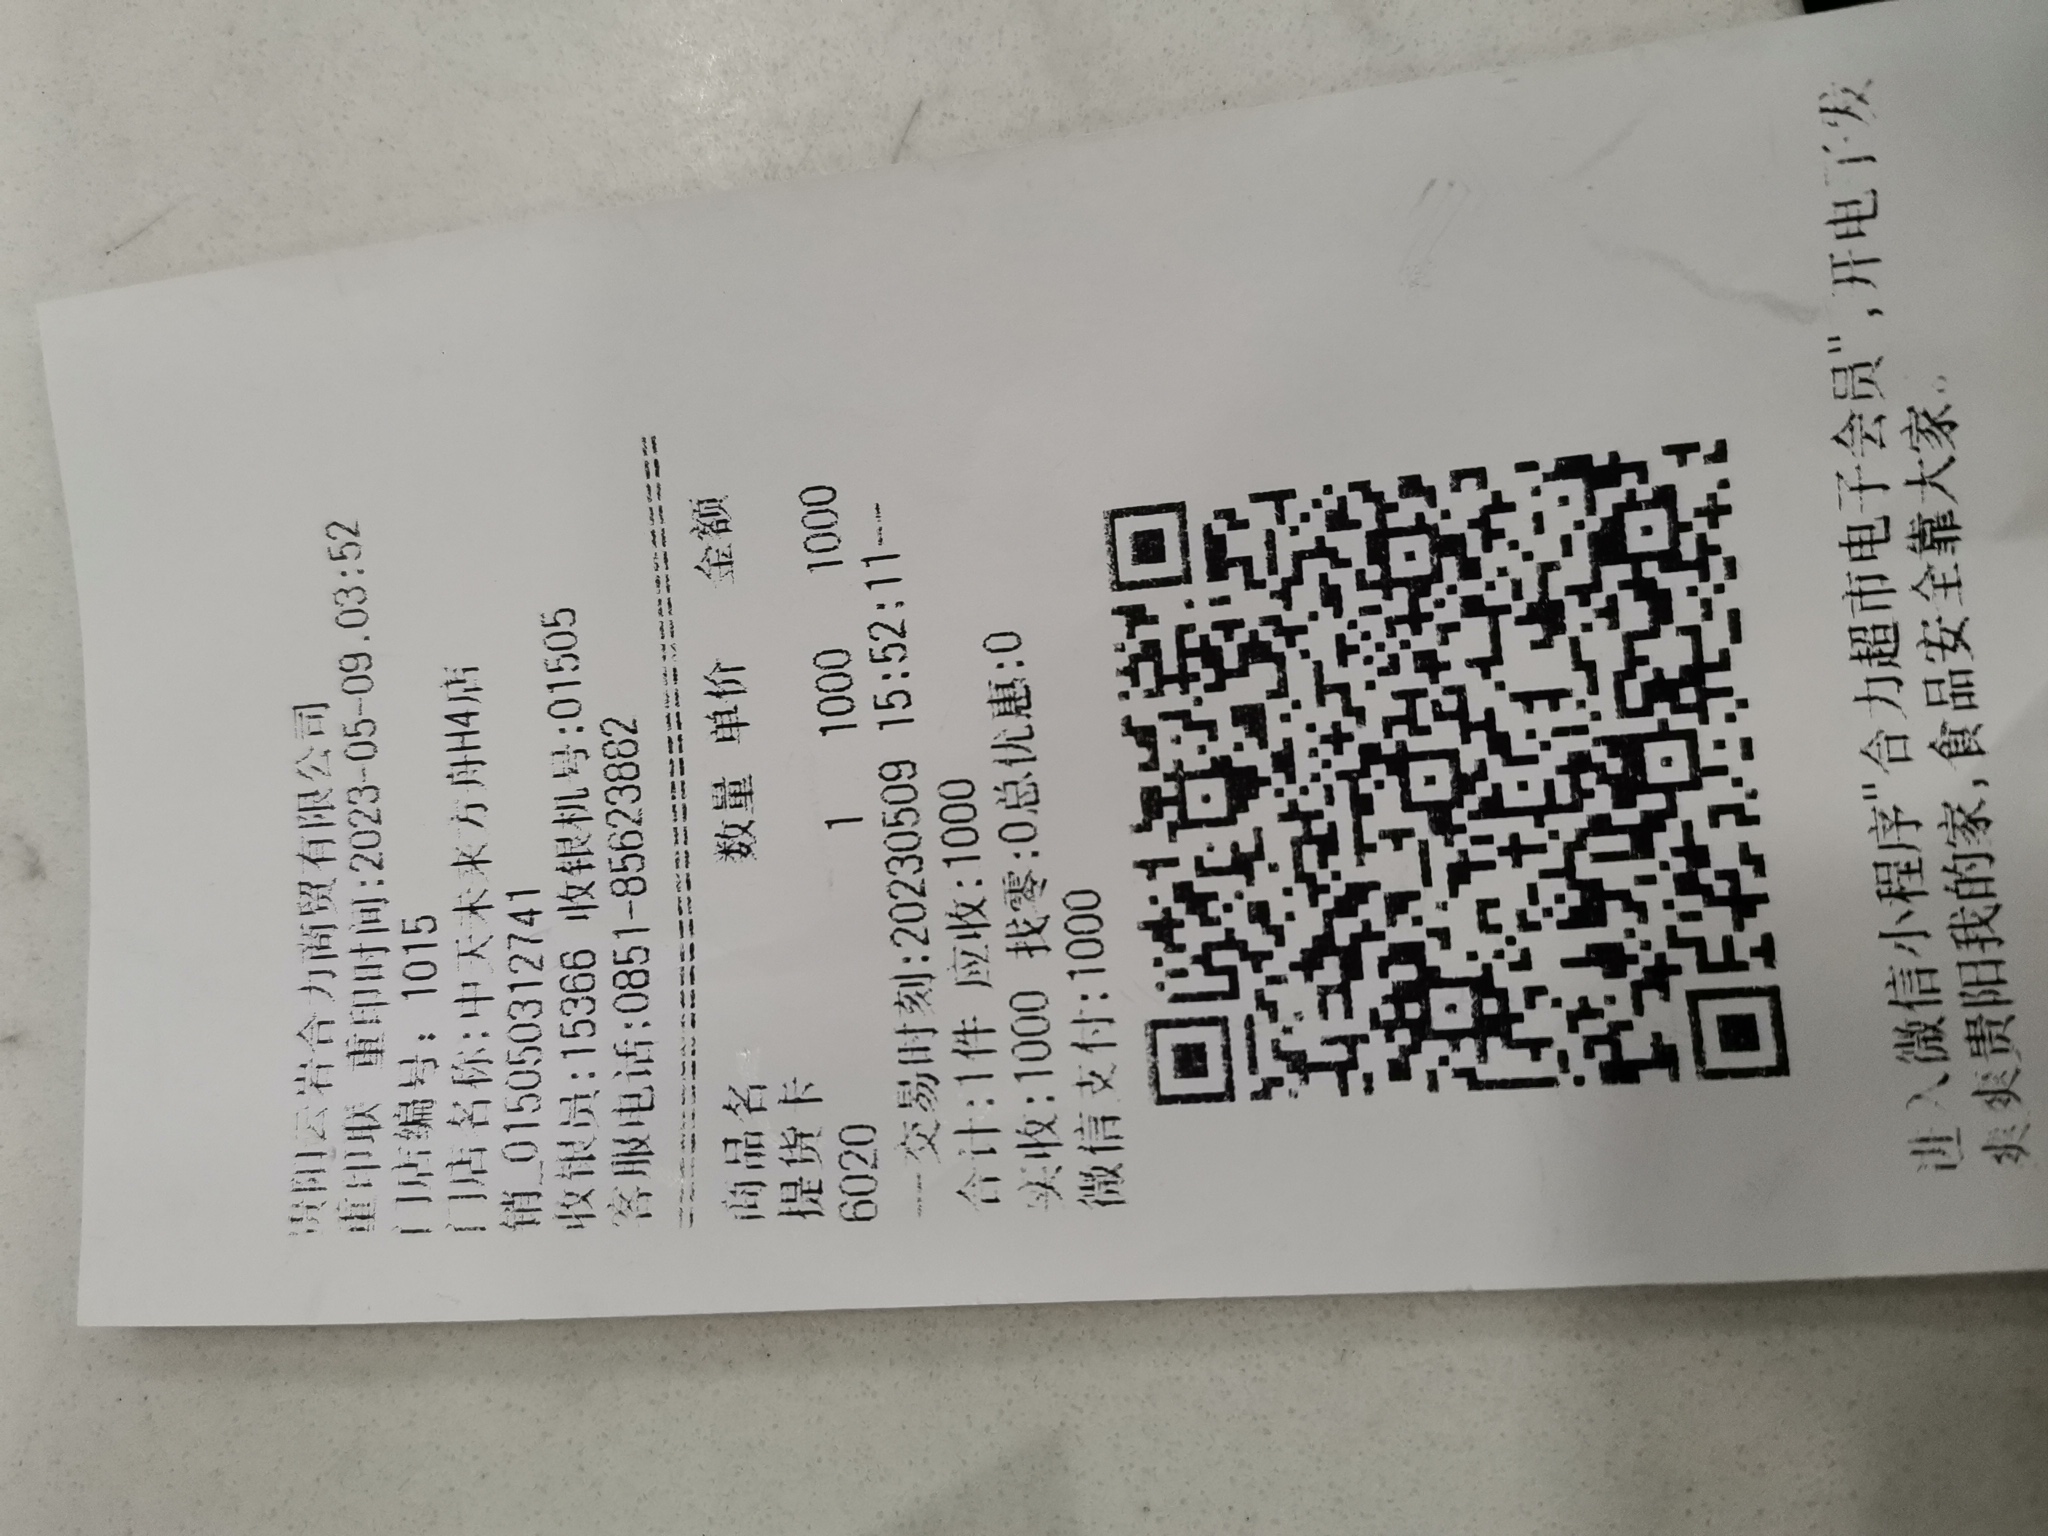 贵阳云岩合力商贸有限公司
重印联 重印时间:2023-05-09.03:52
门店编号: 1015
门店名称:中天未来方舟H4店
销_015050312741
收银员:15366 收银机号:01505
客服电话:0851-85623882
商品名 数量 单价 金额
提货卡
6020 1 1000 1000
一交易时刻:20230509 15:52:11一
合计:1件 应收:1000
实收:1000 找零:0总优惠:0
微信支付:1000
进入微信小程序"合力超市电子会员",开电子发
爽爽贵阳我的家,食品安全靠大家。